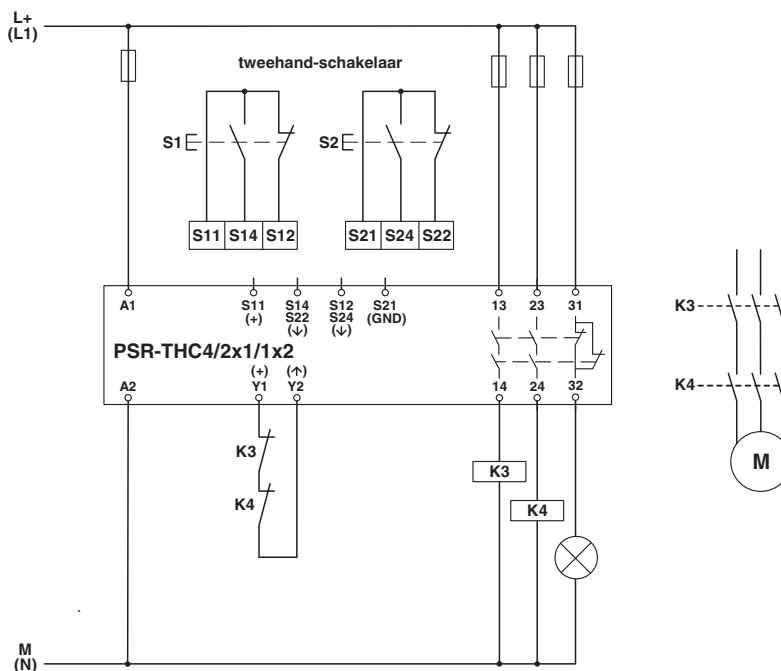 L+
(L1)
tweehand-schakelaar
S1
S2
S11 S14 S12
S21 S24 S22
A1
S11
(+)
S14
S22
(↓)
S12
S24
(↓)
S21
(GND)
13
23
31
PSR-THC4/2x1/1x2
A2
(+)
Y1
(↑)
Y2
14
24
32
K3
K4
K3
K4
K3
K4
M
M
(N)